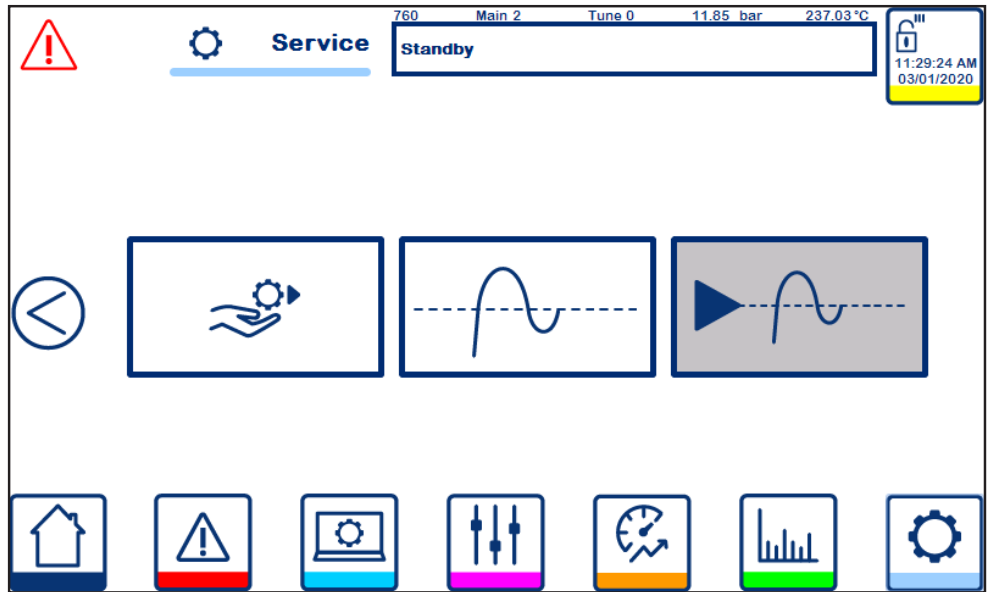 760 Main 2 Tune 0 11.85 bar 237.03 °C
Service
Standby
11:29:24 AM
03/01/2020